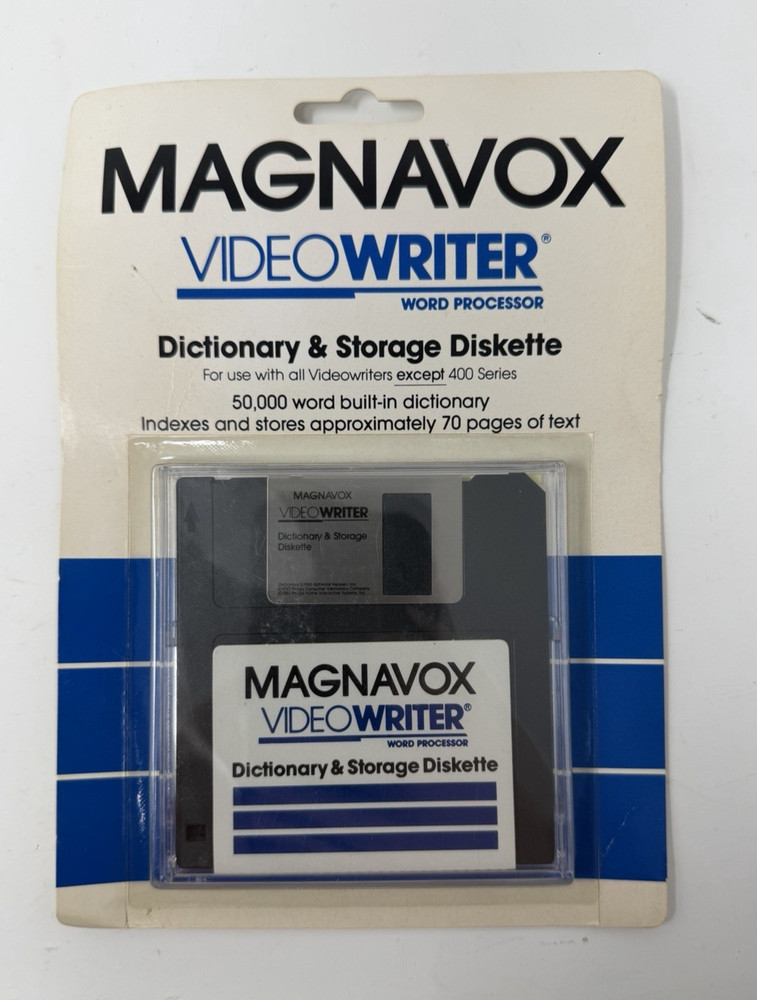 MAGNAVOX
VIDEOWRITER®
WORD PROCESSOR
Dictionary & Storage Diskette
For use with all Videowriters except 400 Series
50,000 word built-in dictionary
Indexes and stores approximately 70 pages of text
MAGNAVOX
VIDEOWRITER
Dictionary & Storage
Diskette
MAGNAVOX
VIDEOWRITER®
WORD PROCESSOR
Dictionary & Storage Diskette